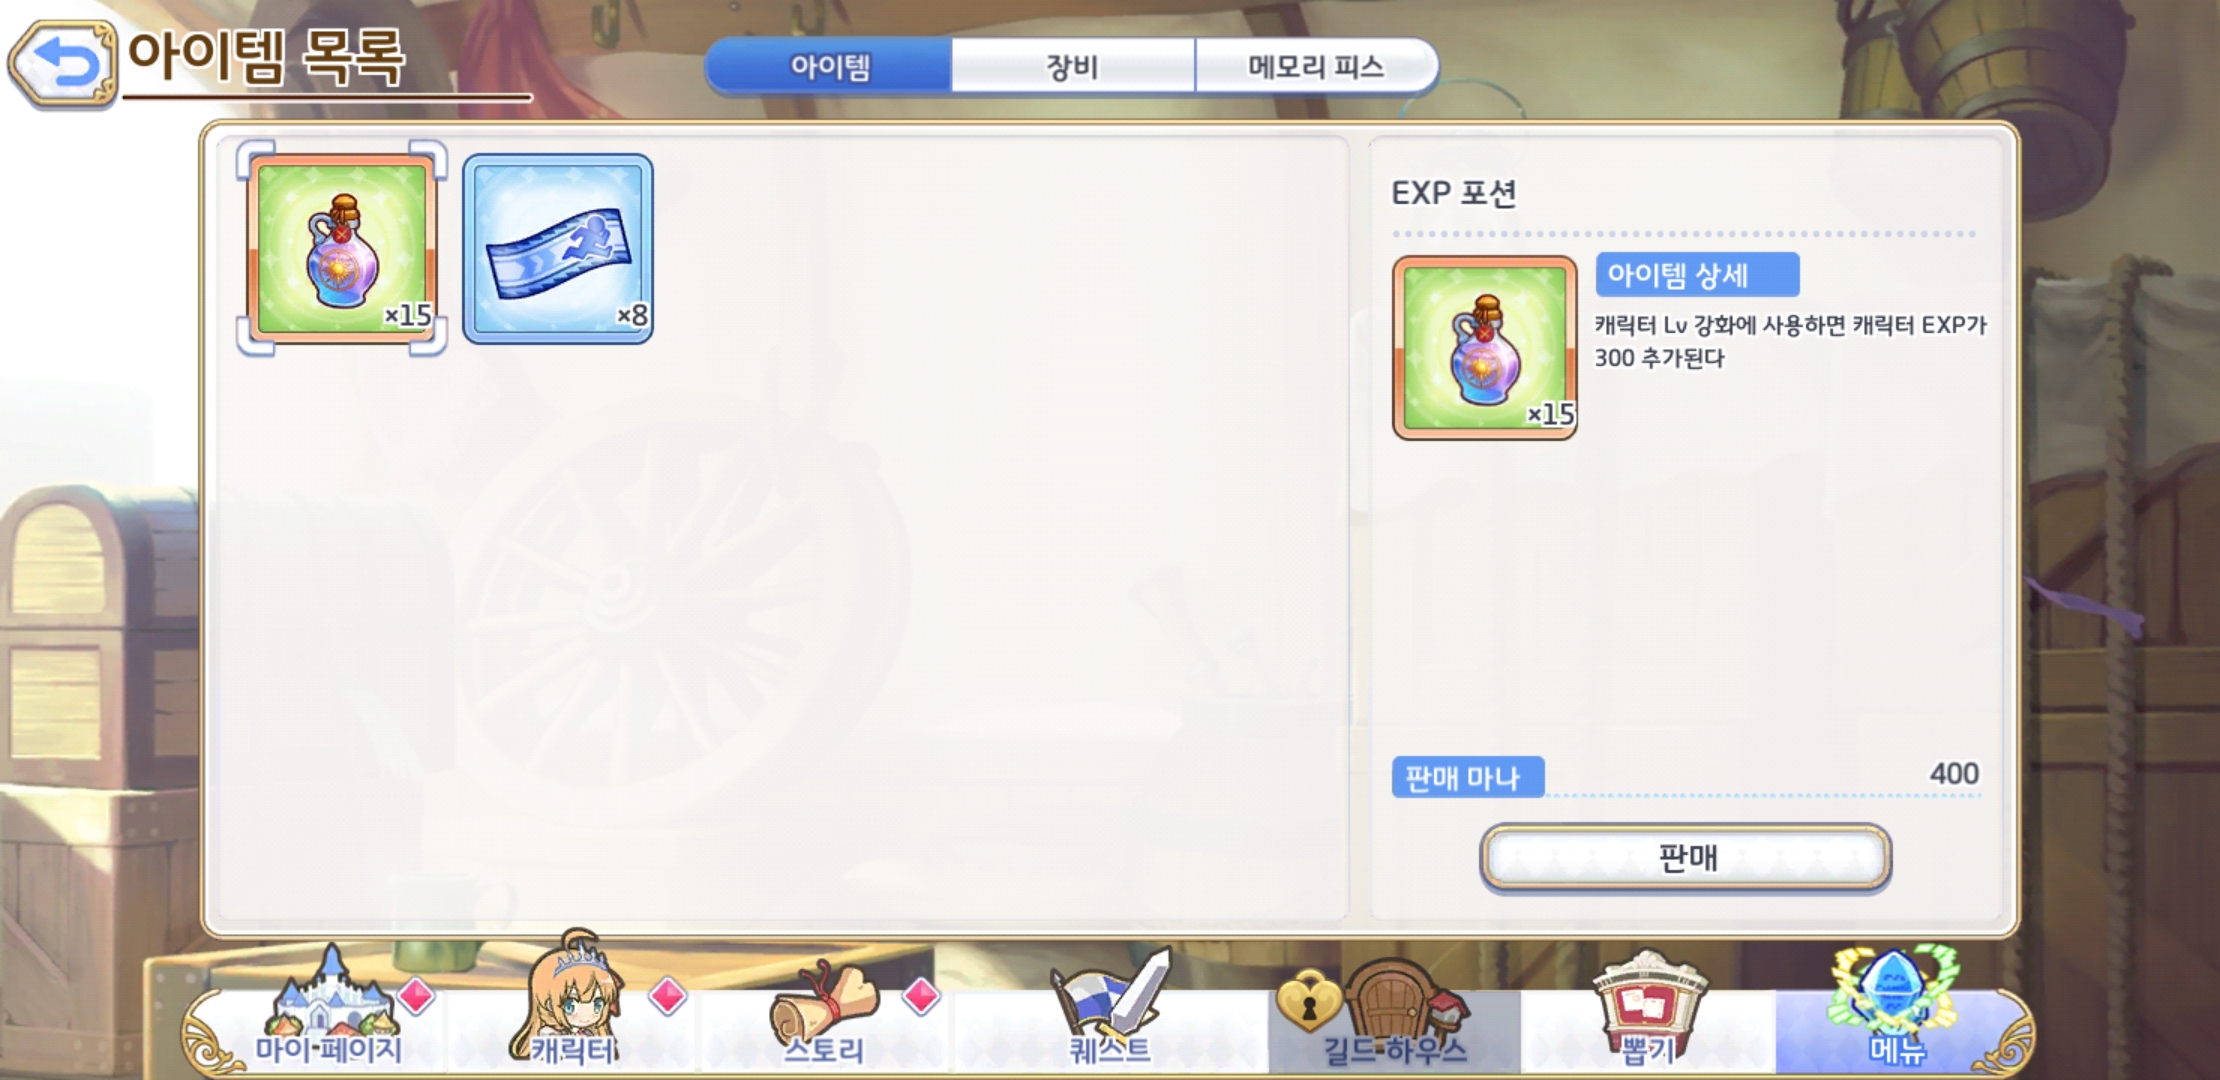 아이템 목록
아이템
장비
메모리 피스
×15
×8
EXP 포션
아이템 상세
캐릭터 Lv 강화에 사용하면 캐릭터 EXP가
300 추가된다
×15
판매 마나
400
판매
마이 페이지
캐릭터
스토리
퀘스트
길드 하우스
뽑기
메뉴